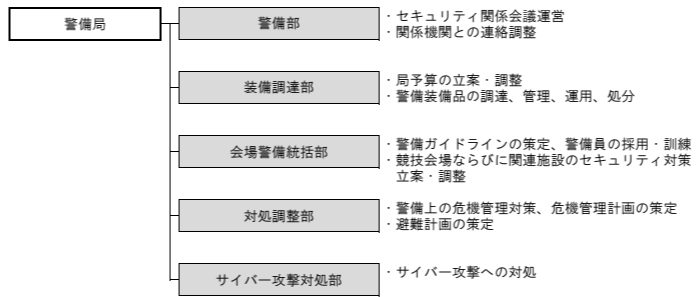 警備局
警備部
・セキュリティ関係会議運営
・関係機関との連絡調整
装備調達部
・局予算の立案・調整
・警備装備品の調達、管理、運用、処分
会場警備統括部
・警備ガイドラインの策定、警備員の採用・訓練
・競技会場ならびに関連施設のセキュリティ対策
立案・調整
対処調整部
・警備上の危機管理対策、危機管理計画の策定
・避難計画の策定
サイバー攻撃対処部
・サイバー攻撃への対処